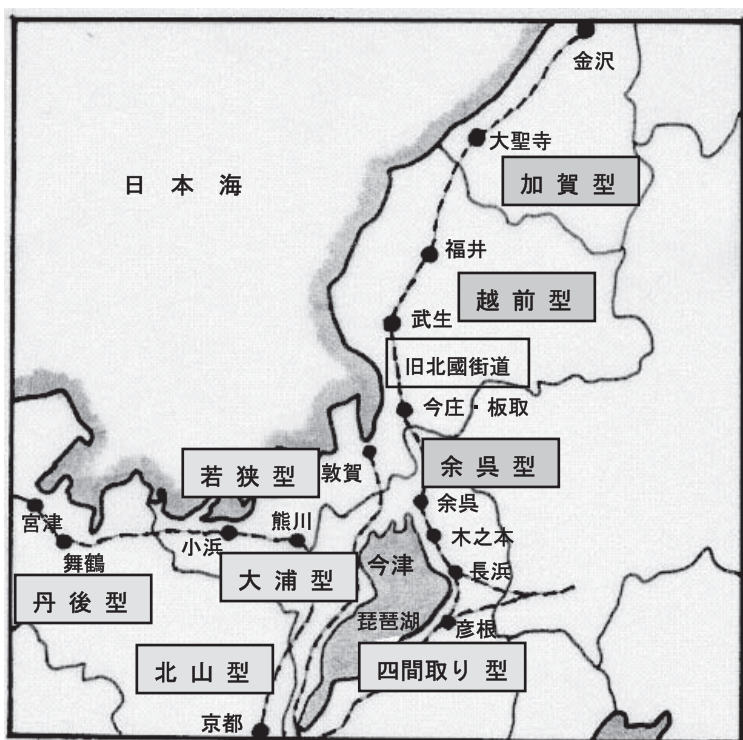 金沢
大聖寺
日本海
加賀型
福井
越前型
武生
旧北國街道
今庄・板取
若狭型
敦賀
余呉型
余呉
宮津
熊川
小浜
木之本
舞鶴
今津
大浦型
長浜
丹後型
琵琶湖
彦根
北山型
四間取り型
京都